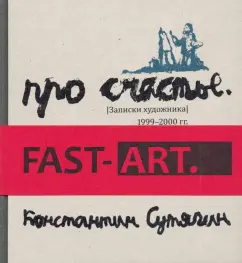 про счастье.
|Записки художника|
1999–2000 гг.
FAST-ART.
Константин Сутягин